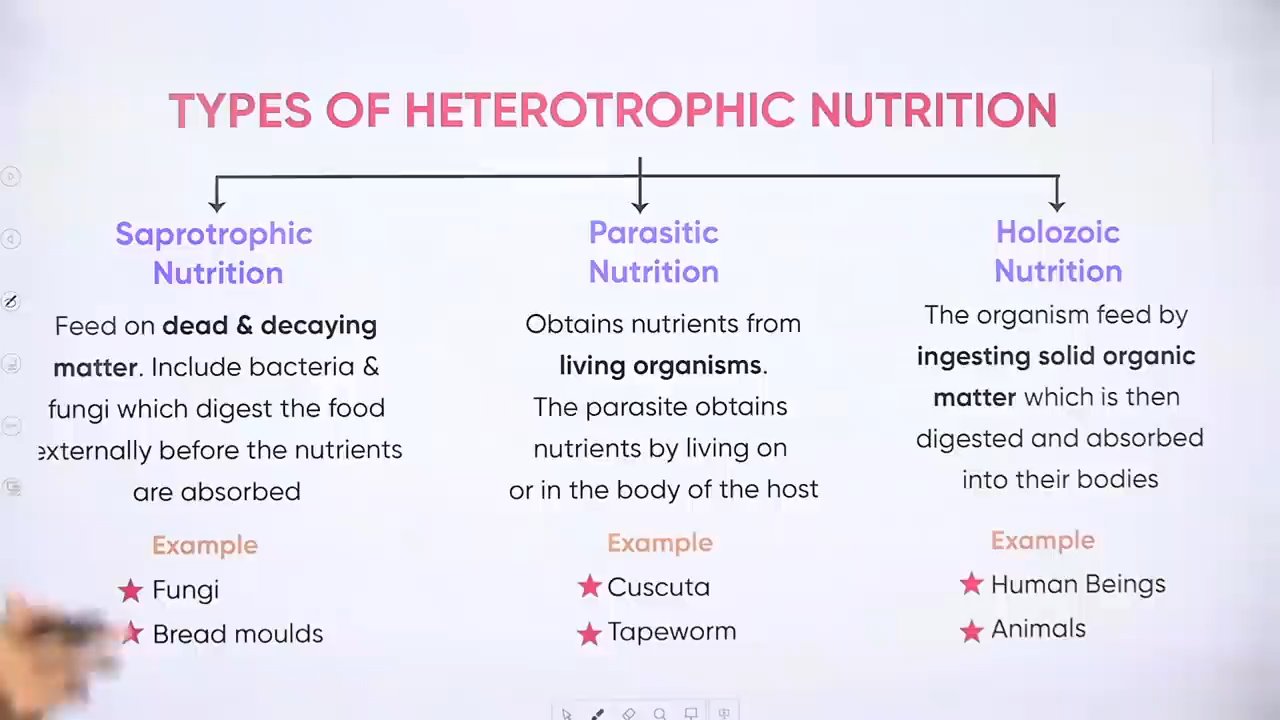 TYPES OF HETEROTROPHIC NUTRITION
Saprotrophic
Nutrition
Feed on dead & decaying
matter. Include bacteria &
fungi which digest the food
externally before the nutrients
are absorbed
Example
★ Fungi
★ Bread moulds
Parasitic
Nutrition
Obtains nutrients from
living organisms.
The parasite obtains
nutrients by living on
or in the body of the host
Example
★ Cuscuta
★ Tapeworm
Holozoic
Nutrition
The organism feed by
ingesting solid organic
matter which is then
digested and absorbed
into their bodies
Example
★ Human Beings
★ Animals